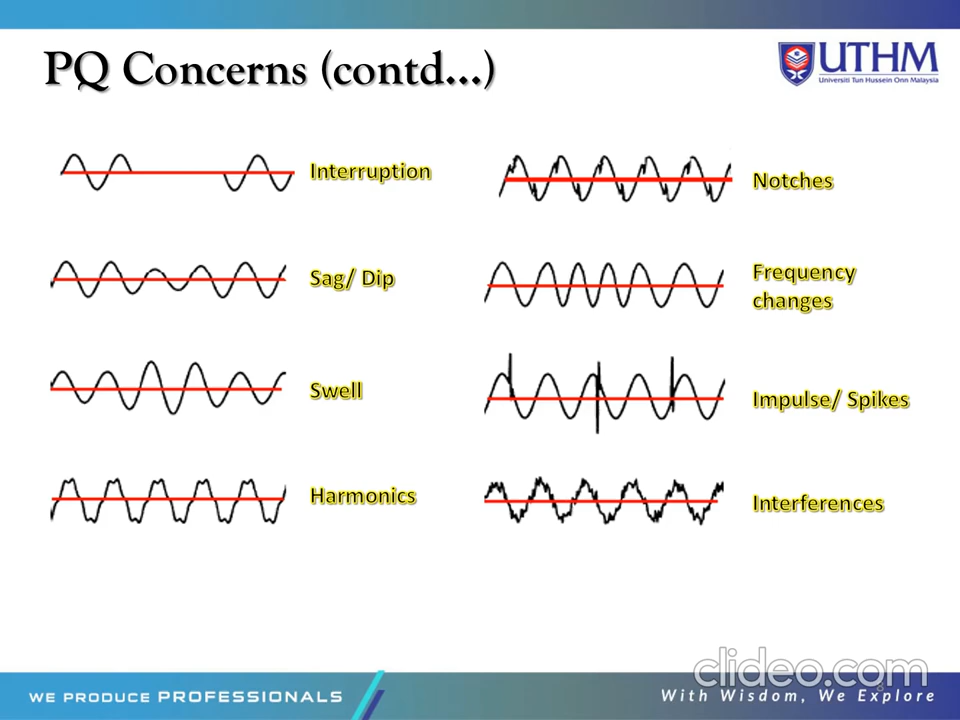 PQ Concerns (contd...)
UTHM
Universiti Tun Hussein Onn Malaysia
Interruption
Sag/ Dip
Swell
Harmonics
Notches
Frequency
changes
Impulse/ Spikes
Interferences
clideo.com
8
WE PRODUCE PROFESSIONALS
With Wisdom, We Explore